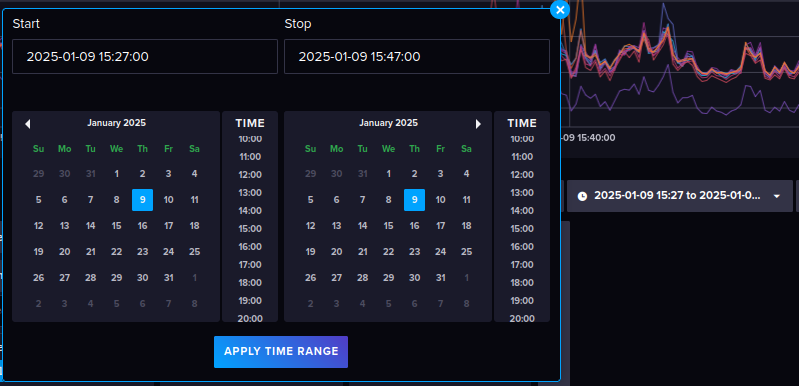 Start
Stop
2025-01-09 15:27:00
2025-01-09 15:47:00
January 2025
TIME
Su Mo Tu We Th Fr Sa
29 30 31 1 2 3 4
5 6 7 8 9 10 11
12 13 14 15 16 17 18
19 20 21 22 23 24 25
26 27 28 29 30 31 1
2 3 4 5 6 7 8
10:00
11:00
12:00
13:00
14:00
15:00
16:00
17:00
18:00
19:00
20:00
January 2025
TIME
Su Mo Tu We Th Fr Sa
29 30 31 1 2 3 4
5 6 7 8 9 10 11
12 13 14 15 16 17 18
19 20 21 22 23 24 25
26 27 28 29 30 31 1
2 3 4 5 6 7 8
10:00
11:00
12:00
13:00
14:00
15:00
16:00
17:00
18:00
19:00
20:00
APPLY TIME RANGE
-09 15:40:00
2025-01-09 15:27 to 2025-01-0...